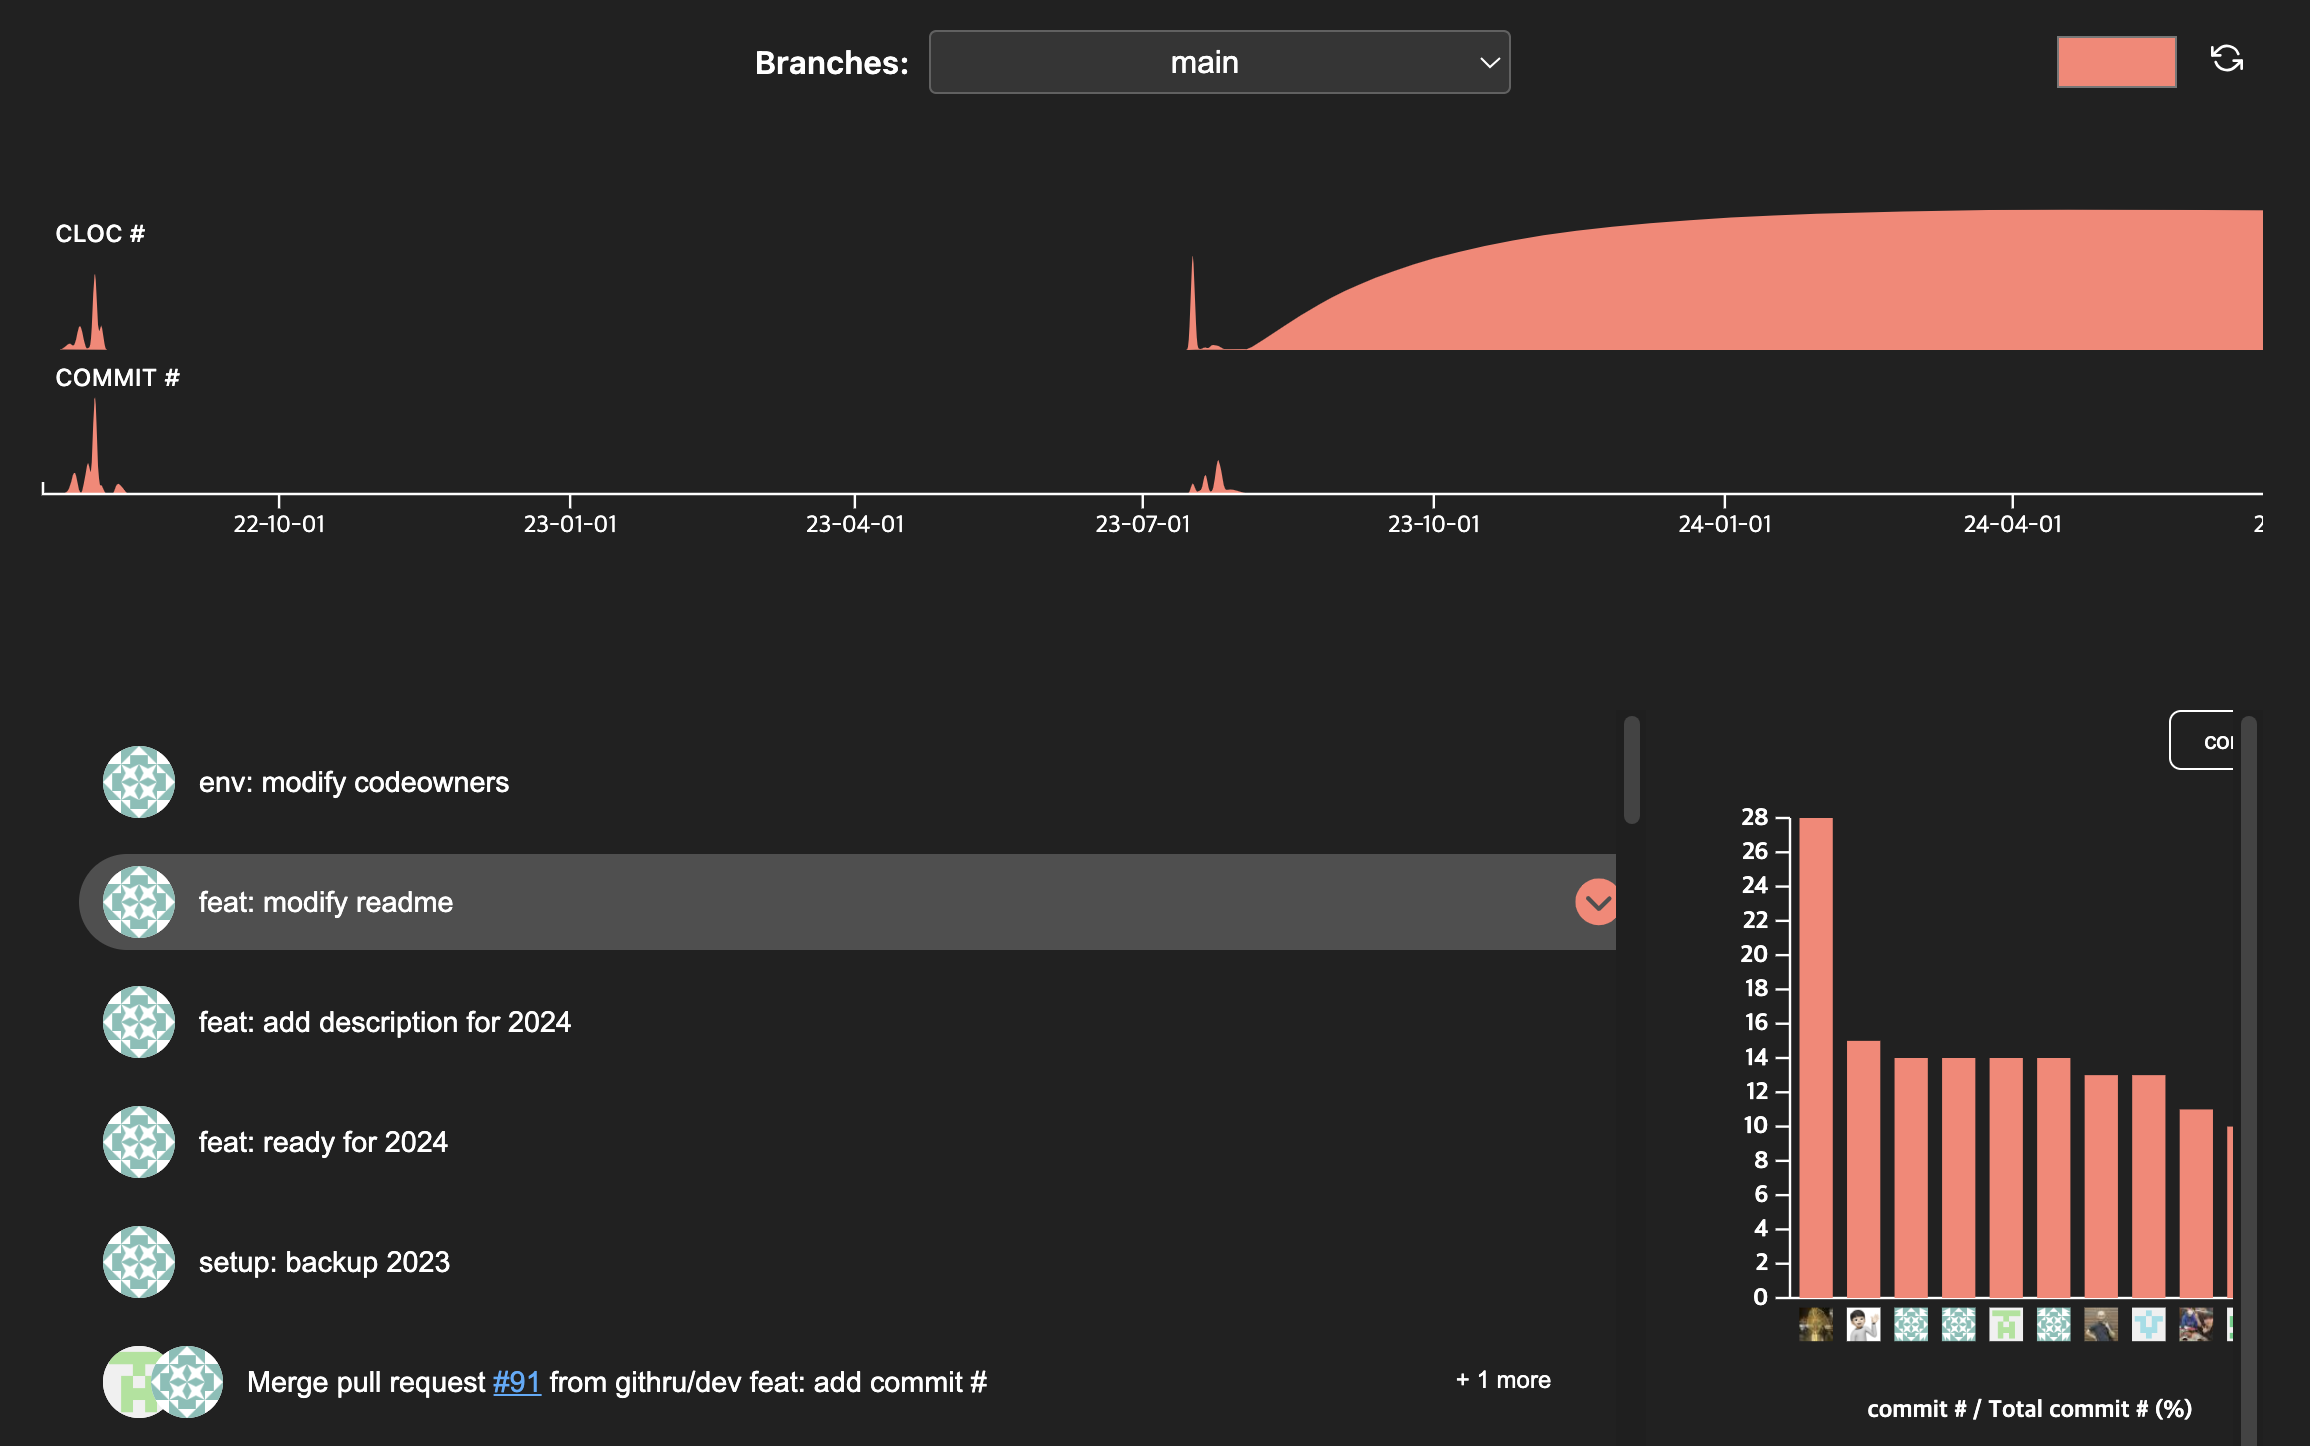 Branches: main
CLOC #
COMMIT #
22-10-01 23-01-01 23-04-01 23-07-01 23-10-01 24-01-01 24-04-01 2
env: modify codeowners
feat: modify readme
feat: add description for 2024
feat: ready for 2024
setup: backup 2023
Merge pull request #91 from githru/dev feat: add commit #
+ 1 more
28
26
24
22
20
18
16
14
12
10
8
6
4
2
0
commit # / Total commit # (%)